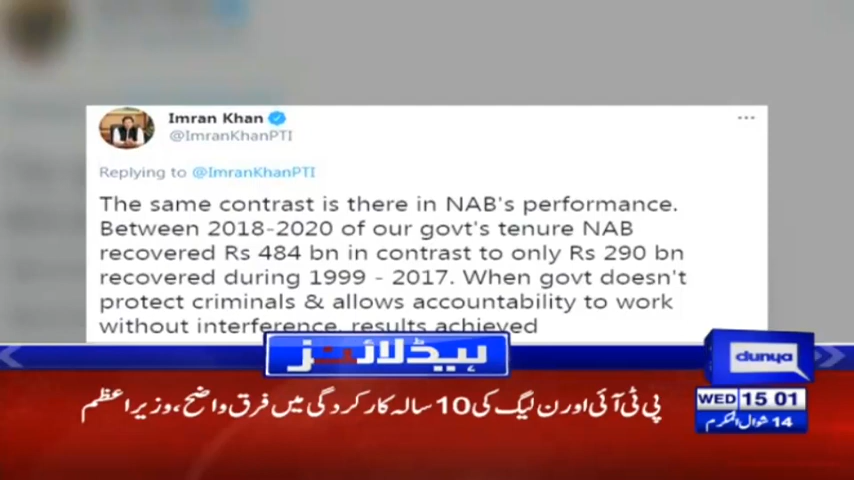 Imran Khan
@ImranKhanPTI
Replying to @ImranKhanPTI
The same contrast is there in NAB's performance.
Between 2018-2020 of our govt's tenure NAB
recovered Rs 484 bn in contrast to only Rs 290 bn
recovered during 1999 - 2017. When govt doesn't
protect criminals & allows accountability to work
without interference, results achieved
ہیڈلائنز
dunya
پی ٹی آئی اور ن لیگ کی 10 سالہ کارکردگی میں فرق واضح، وزیراعظم
WED 15 01
14 شوال المکرم